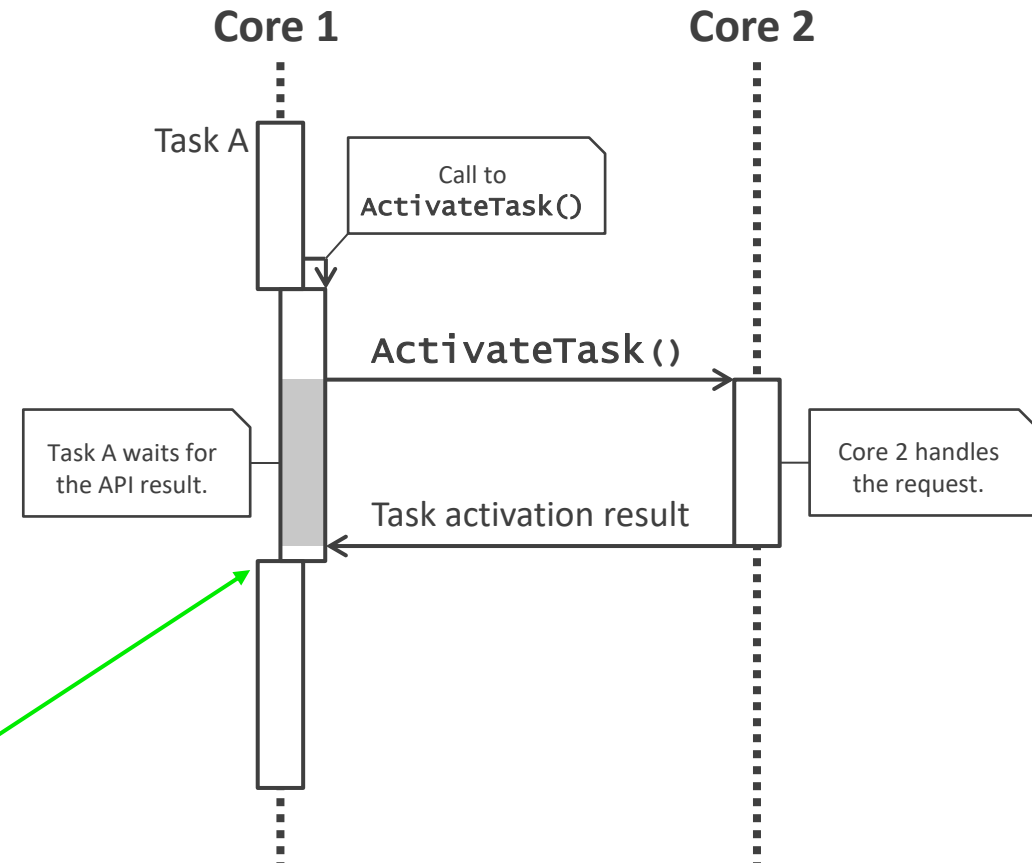 Core 1
Core 2
Task A
Call to
ActivateTask()
ActivateTask()
Task A waits for
the API result.
Core 2 handles
the request.
Task activation result